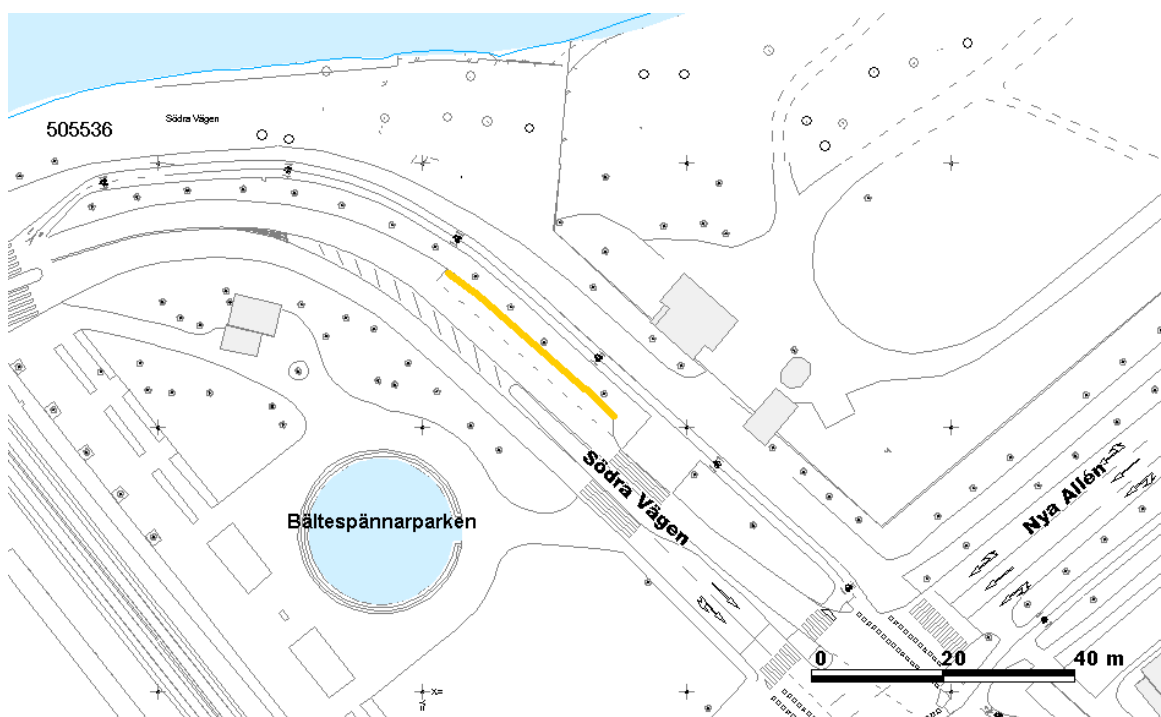 505536
Södra Vägen
Södra Vägen
Nya Allén
Bältespännarparken
0 20 40 m
X=